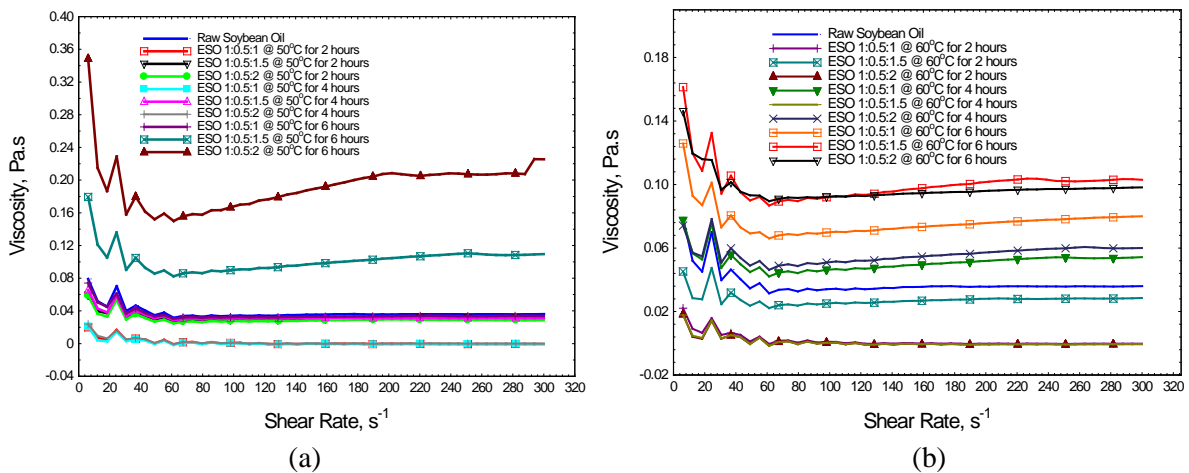 0.40
0.36
0.32
0.28
0.24
0.20
0.16
0.12
0.08
0.04
0
-0.04
Viscosity, Pa.s
Raw Soybean Oil
ESO 1:0.5:1 @ 50°C for 2 hours
ESO 1:0.5:1.5 @ 50°C for 2 hours
ESO 1:0.5:2 @ 50°C for 2 hours
ESO 1:0.5:1 @ 50°C for 4 hours
ESO 1:0.5:1.5 @ 50°C for 4 hours
ESO 1:0.5:2 @ 50°C for 4 hours
ESO 1:0.5:1 @ 50°C for 6 hours
ESO 1:0.5:1.5 @ 50°C for 6 hours
ESO 1:0.5:2 @ 50°C for 6 hours
0 20 40 60 80 100 120 140 160 180 200 220 240 260 280 300 320
Shear Rate, s⁻¹
(a)
0.18
0.14
0.10
0.06
0.02
-0.02
Viscosity, Pa.s
Raw Soybean Oil
ESO 1:0.5:1 @ 60°C for 2 hours
ESO 1:0.5:1.5 @ 60°C for 2 hours
ESO 1:0.5:2 @ 60°C for 2 hours
ESO 1:0.5:1 @ 60°C for 4 hours
ESO 1:0.5:1.5 @ 60°C for 4 hours
ESO 1:0.5:2 @ 60°C for 4 hours
ESO 1:0.5:1 @ 60°C for 6 hours
ESO 1:0.5:1.5 @ 60°C for 6 hours
ESO 1:0.5:2 @ 60°C for 6 hours
0 20 40 60 80 100 120 140 160 180 200 220 240 260 280 300 320
Shear Rate, s⁻¹
(b)